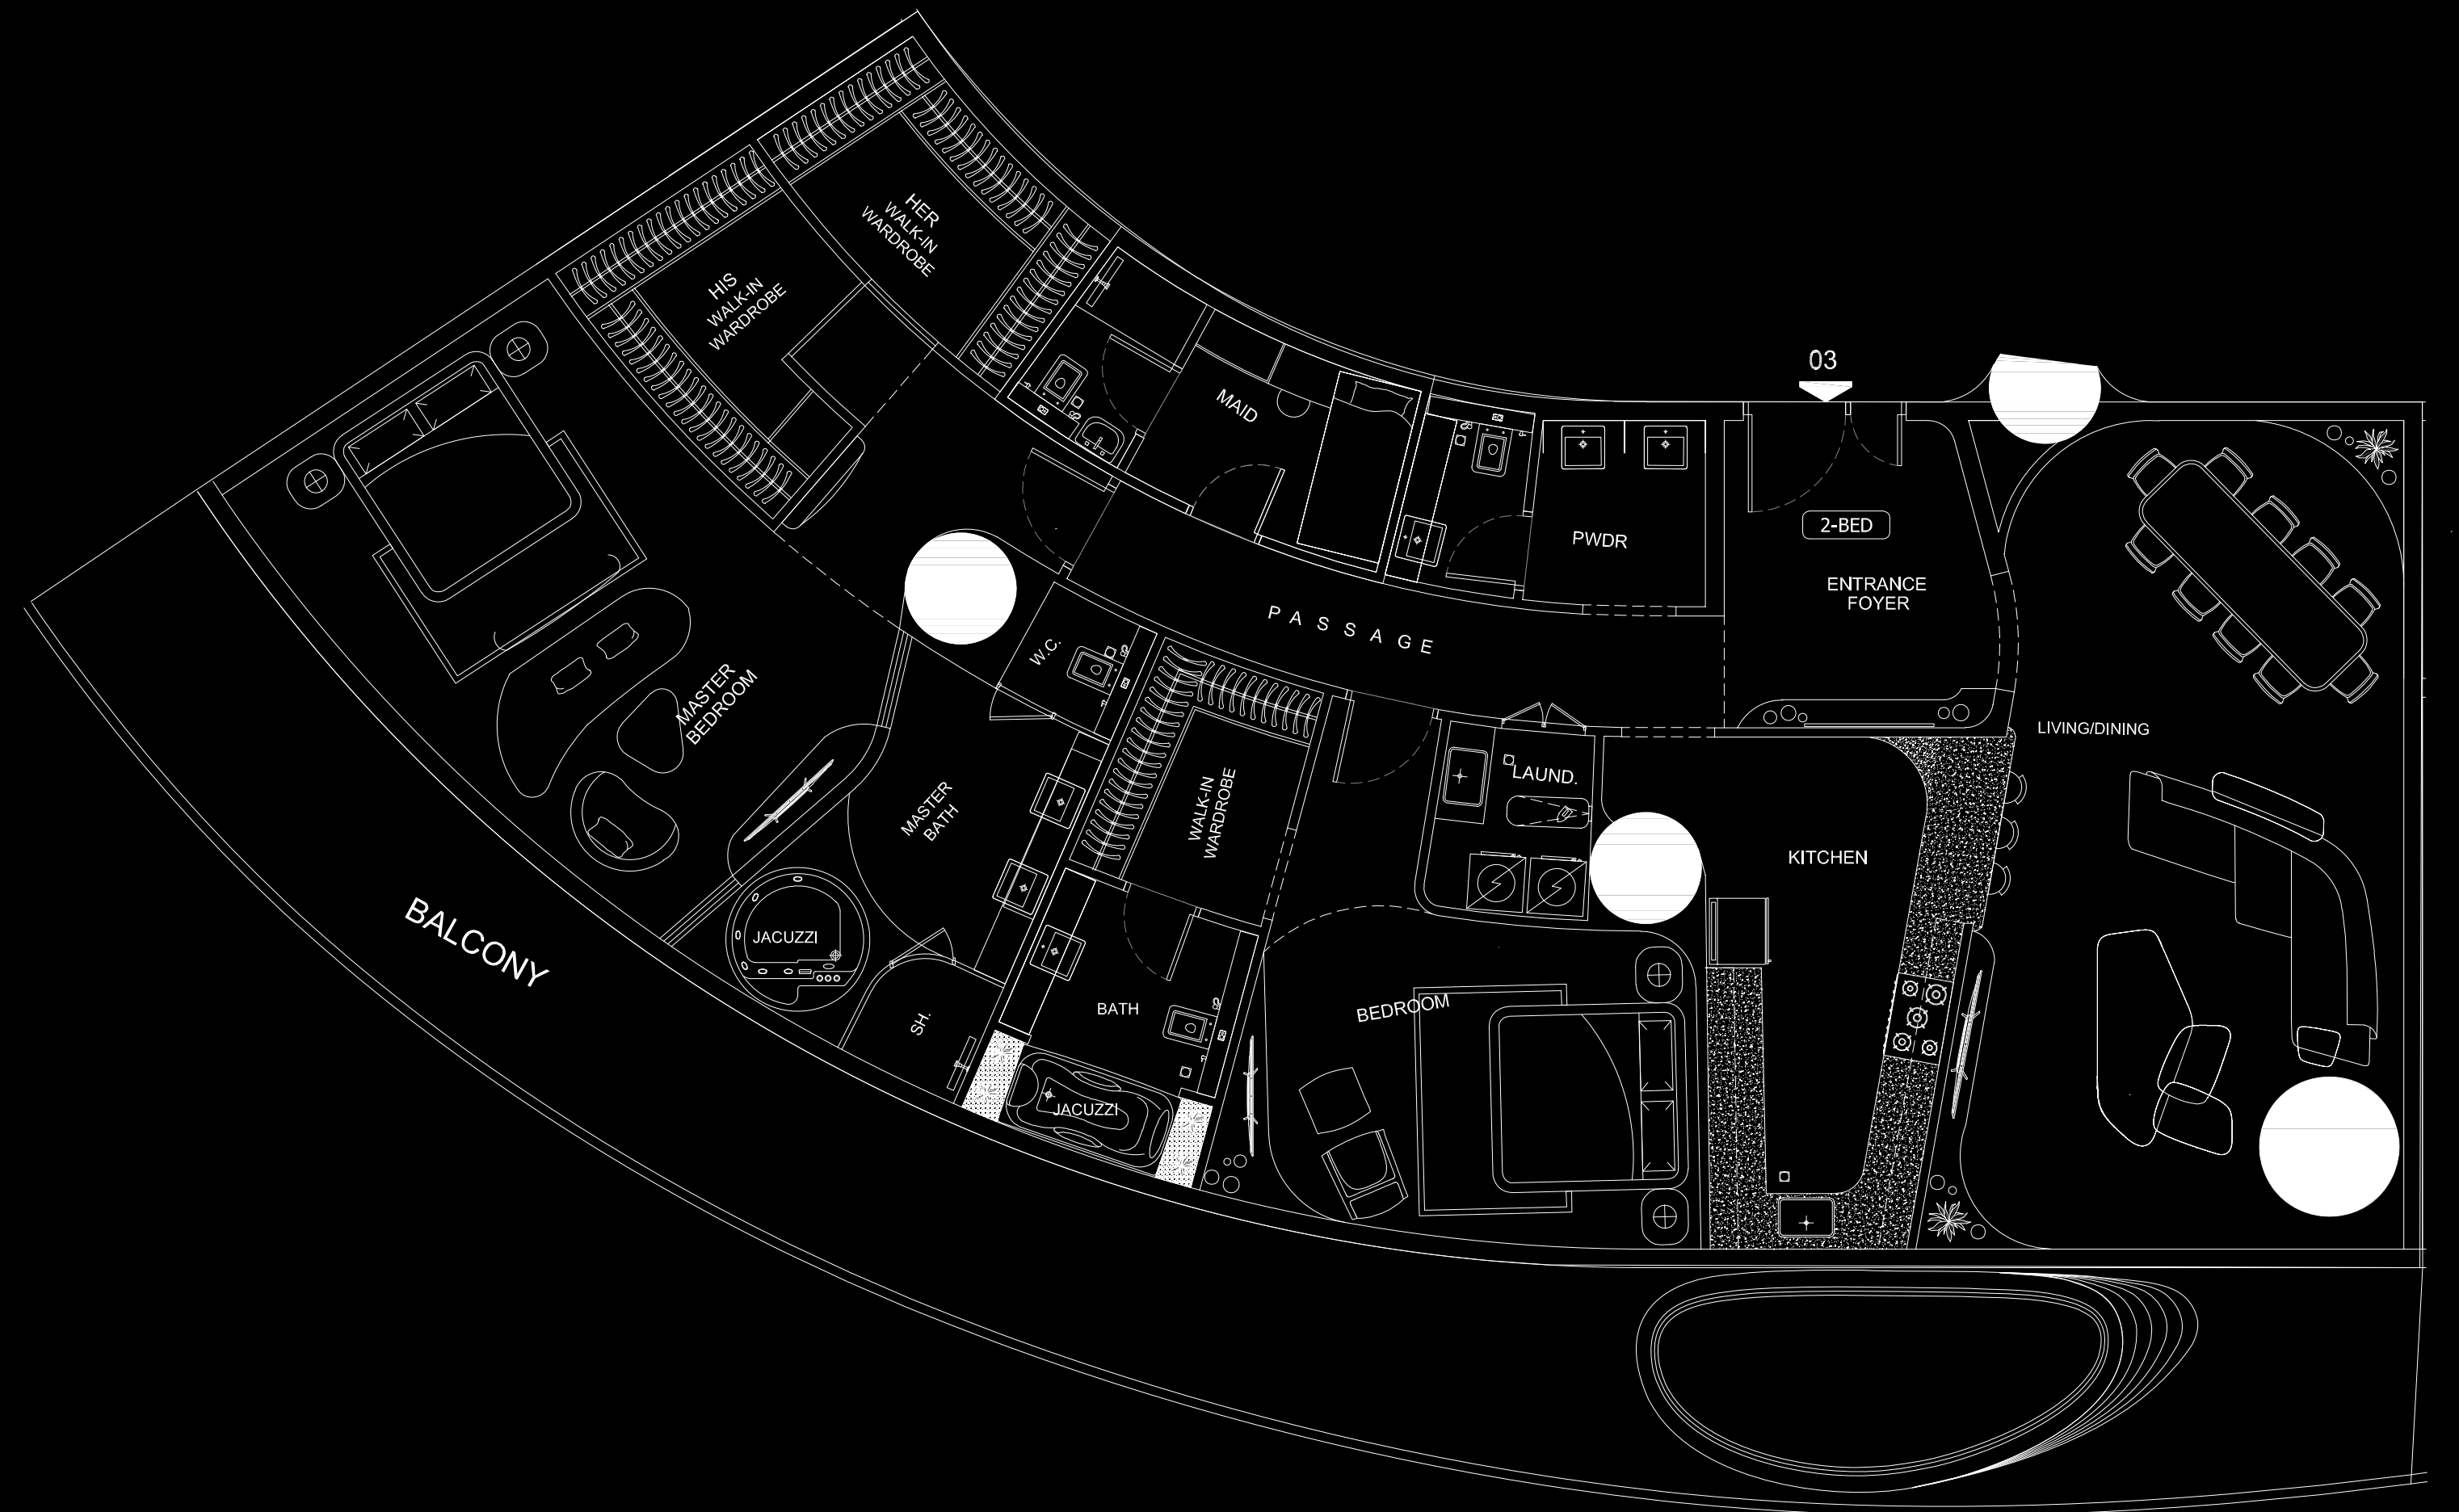 HER
WALK-IN
WARDROBE
HIS
WALK-IN
WARDROBE
03
MAID
2-BED
PWDR
ENTRANCE
FOYER
PASSAGE
W.C.
MASTER
BEDROOM
LIVING/DINING
LAUND.
WALK-IN
WARDROBE
MASTER
BATH
KITCHEN
BALCONY
JACUZZI
BATH
BEDROOM
SH.
JACUZZI